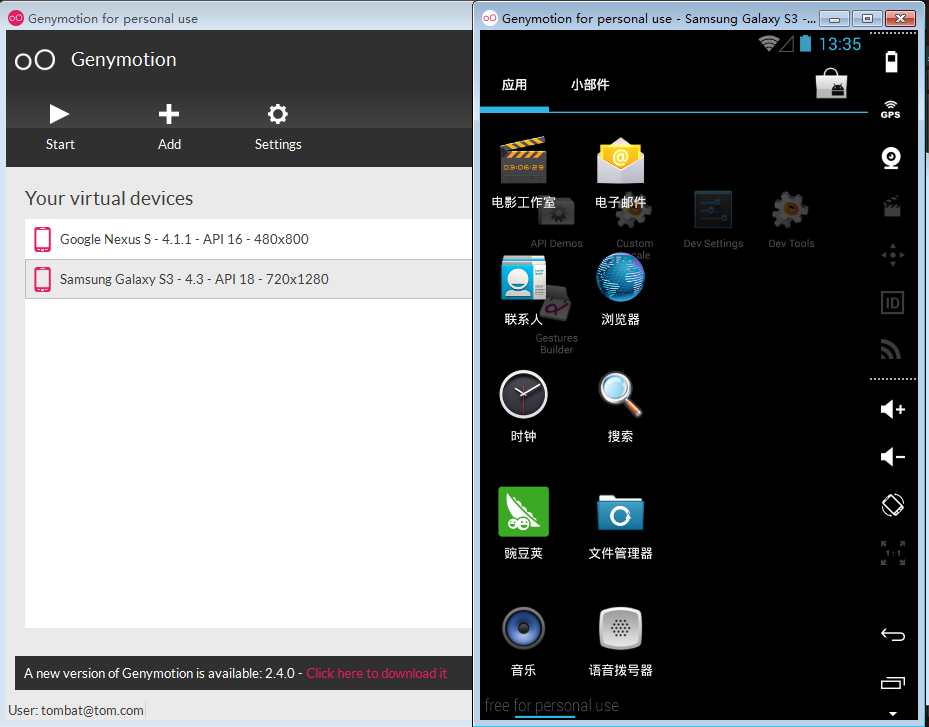 Genymotion for personal use
Genymotion
Start
Add
Settings
Your virtual devices
Google Nexus S - 4.1.1 - API 16 - 480x800
Samsung Galaxy S3 - 4.3 - API 18 - 720x1280
A new version of Genymotion is available: 2.4.0 - Click here to download it
User: tombat@tom.com
Genymotion for personal use - Samsung Galaxy S3 -...
13:35
应用
小部件
03:06:29
电影工作室
电子邮件
API Demos
Custom
Dev Settings
Dev Tools
联系人
浏览器
Gestures
Builder
时钟
搜索
豌豆荚
文件管理器
音乐
语音拨号器
free for personal use
GPS
ID
1:1